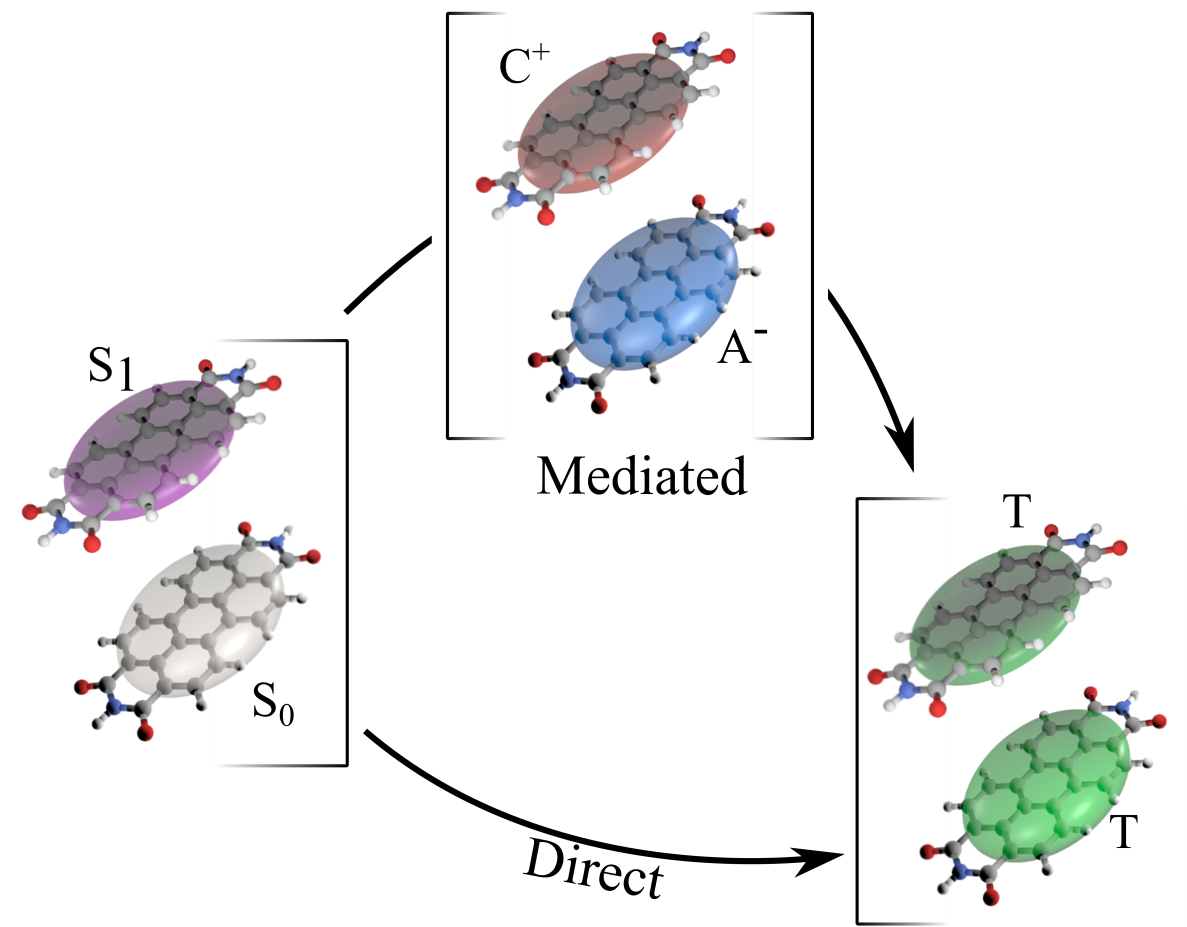 C⁺
A⁻
Mediated
S1
S₀
T
T
Direct